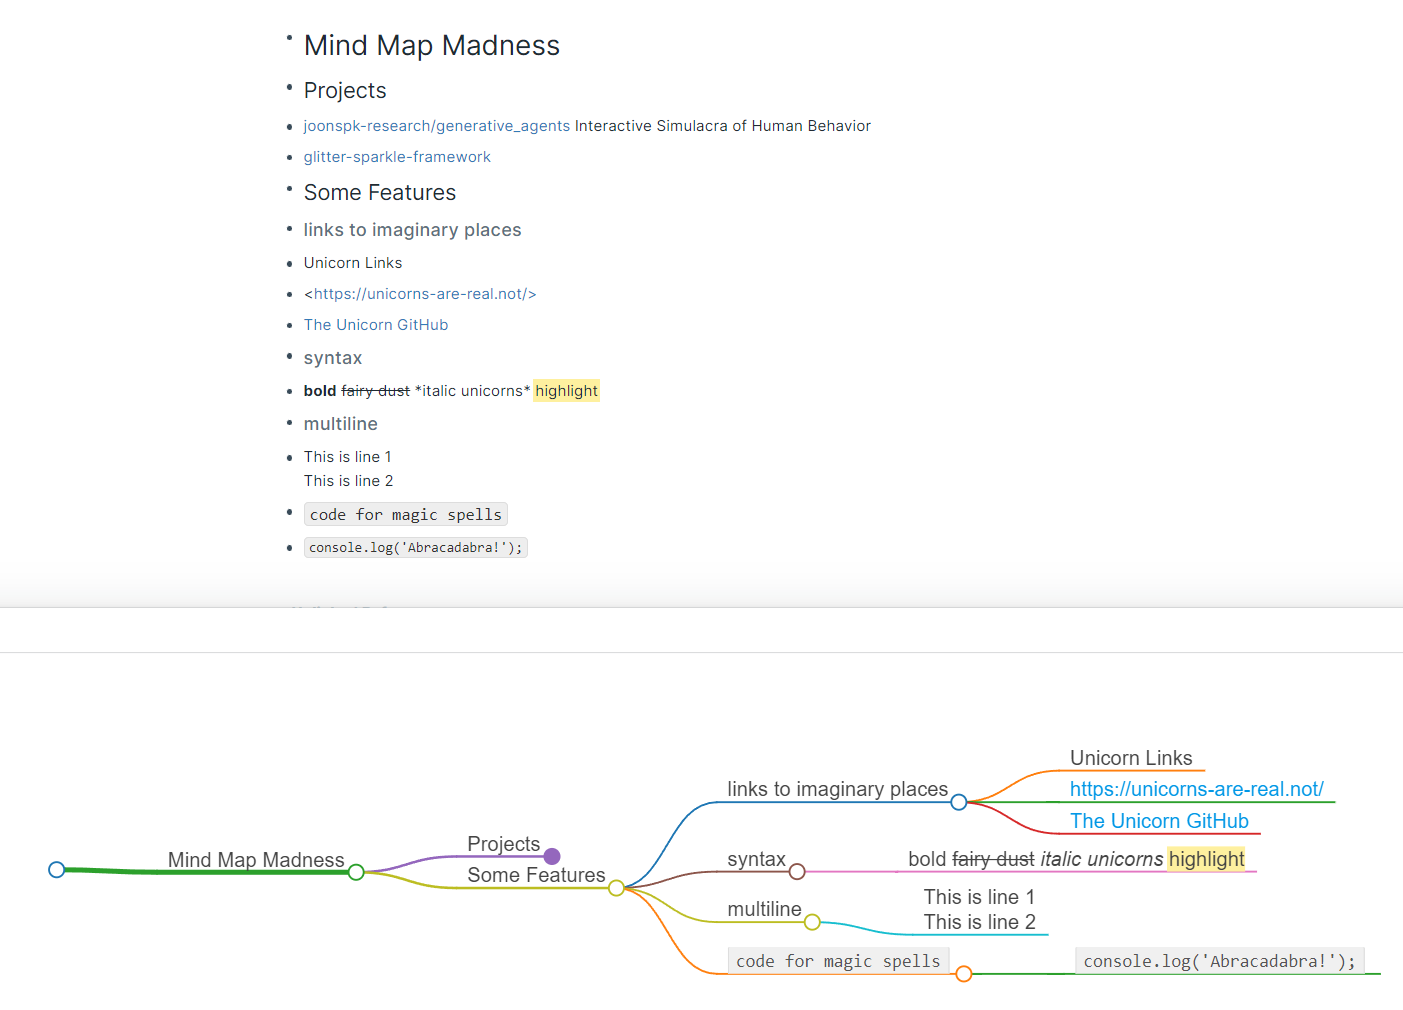 Mind Map Madness
Projects
joonspk-research/generative_agents Interactive Simulacra of Human Behavior
glitter-sparkle-framework
Some Features
links to imaginary places
Unicorn Links
<https://unicorns-are-real.not/>
The Unicorn GitHub
syntax
bold fairy dust *italic unicorns* highlight
multiline
This is line 1
This is line 2
code for magic spells
console.log('Abracadabra!');
Mind Map Madness
Projects
Some Features
links to imaginary places
Unicorn Links
https://unicorns-are-real.not/
The Unicorn GitHub
syntax
bold fairy dust italic unicorns highlight
multiline
This is line 1
This is line 2
code for magic spells
console.log('Abracadabra!');